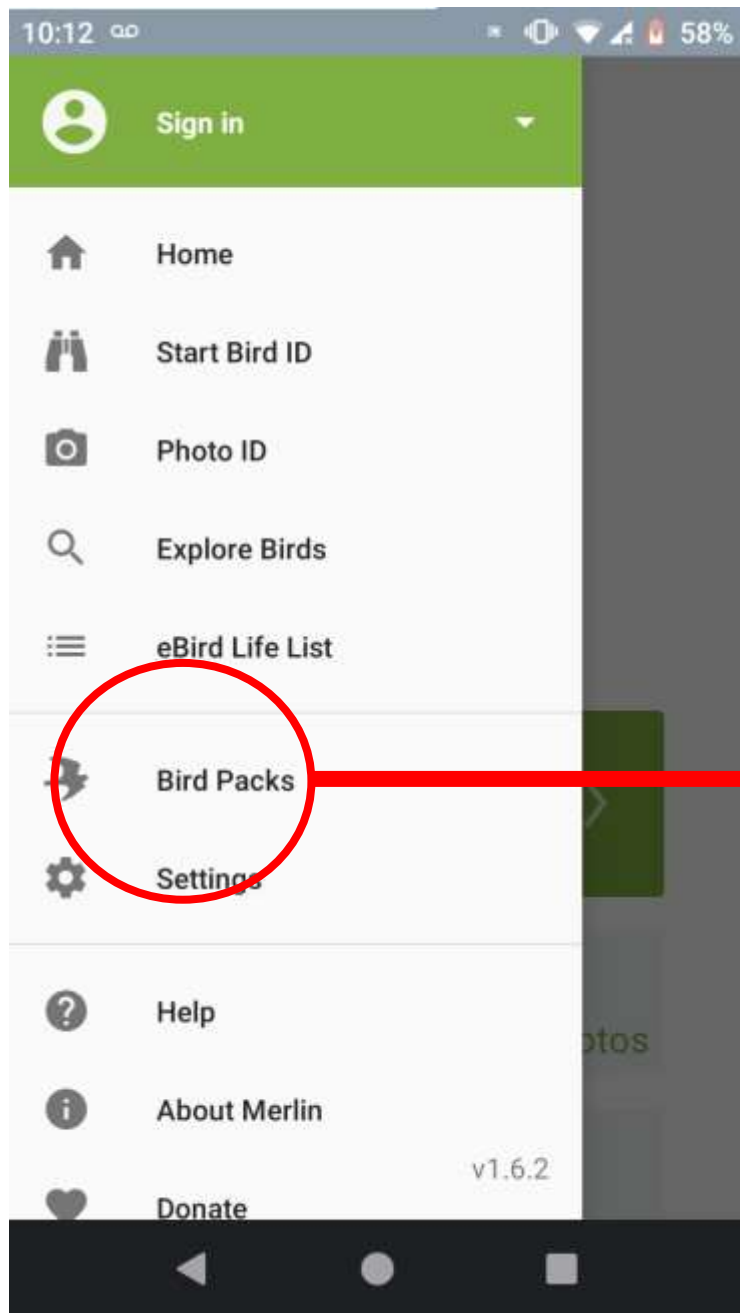 10:12 58%
Sign in
Home
Start Bird ID
Photo ID
Explore Birds
eBird Life List
Bird Packs
Settings
Help
otos
About Merlin
v1.6.2
Donate